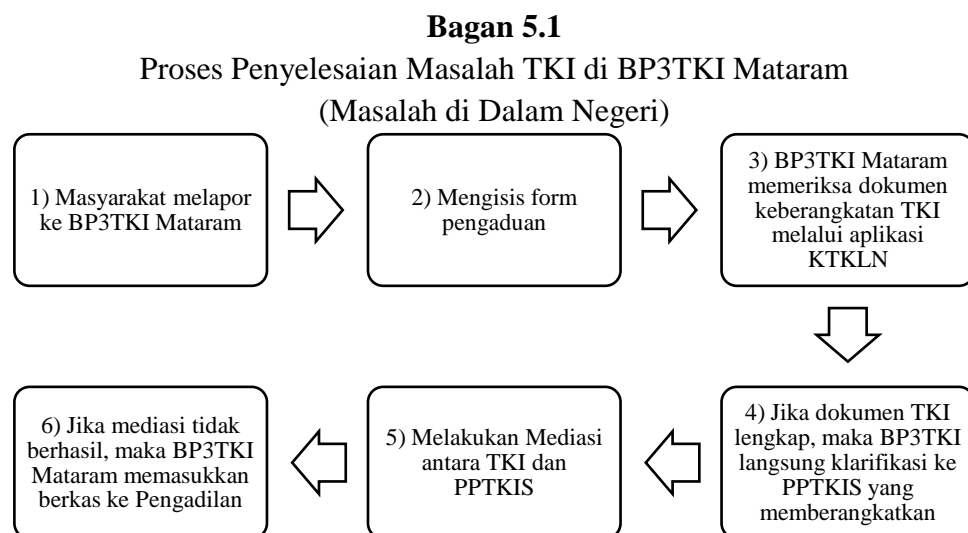 Bagan 5.1
Proses Penyelesaian Masalah TKI di BP3TKI Mataram
(Masalah di Dalam Negeri)
1) Masyarakat melapor
ke BP3TKI Mataram
2) Mengisis form
pengaduan
3) BP3TKI Mataram
memeriksa dokumen
keberangkatan TKI
melalui aplikasi
KTKLN
4) Jika dokumen TKI
lengkap, maka BP3TKI
langsung klarifikasi ke
PPTKIS yang
memberangkatkan
5) Melakukan Mediasi
antara TKI dan
PPTKIS
6) Jika mediasi tidak
berhasil, maka BP3TKI
Mataram memasukkan
berkas ke Pengadilan